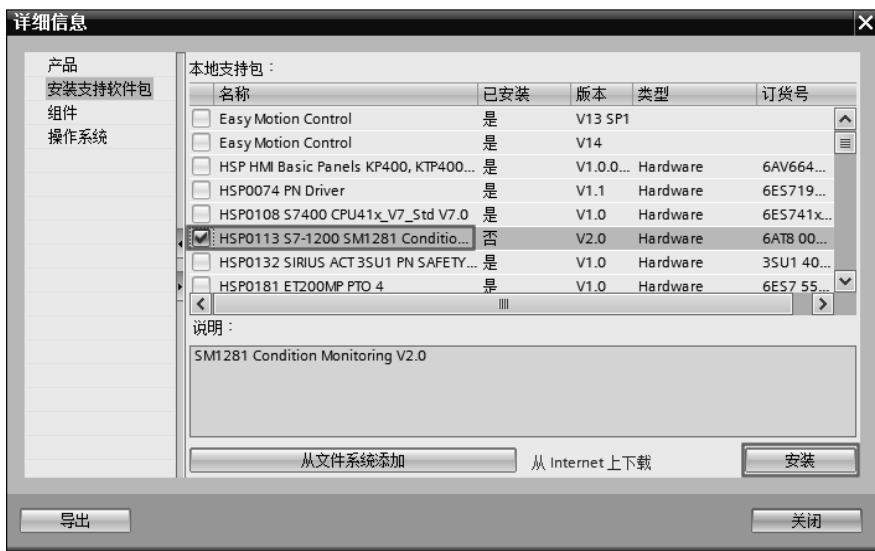 详细信息
产品
安装支持软件包
组件
操作系统
本地支持包：
名称 已安装 版本 类型 订货号
Easy Motion Control 是 V13 SP1
Easy Motion Control 是 V14
HSP HMI Basic Panels KP400, KTP400... 是 V1.0.0... Hardware 6AV664...
HSP0074 PN Driver 是 V1.1 Hardware 6ES719...
HSP0108 S7400 CPU41x_V7_Std V7.0 是 V1.0 Hardware 6ES741x...
HSP0113 S7-1200 SM1281 Conditio... 否 V2.0 Hardware 6AT8 00...
HSP0132 SIRIUS ACT 3SU1 PN SAFETY... 是 V1.0 Hardware 3SU1 40...
HSP0181 ET200MP PTO 4 是 V1.0 Hardware 6ES7 55...
说明：
SM1281 Condition Monitoring V2.0
从文件系统添加 从 Internet 上下载 安装
导出 关闭